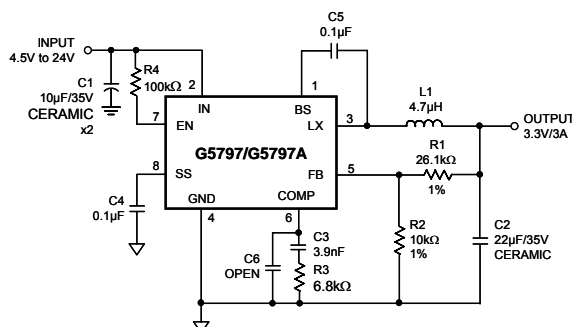 C5
0.1µF
INPUT
4.5V to 24V
R4
100kΩ
C1
10µF/35V
CERAMIC
x2
2
1
IN
BS
L1
4.7µH
7
EN
LX
3
OUTPUT
3.3V/3A
G5797/G5797A
R1
26.1kΩ
1%
8
SS
FB
5
C4
0.1µF
GND
COMP
4
6
C3
3.9nF
C6
OPEN
R3
6.8kΩ
R2
10kΩ
1%
C2
22µF/35V
CERAMIC